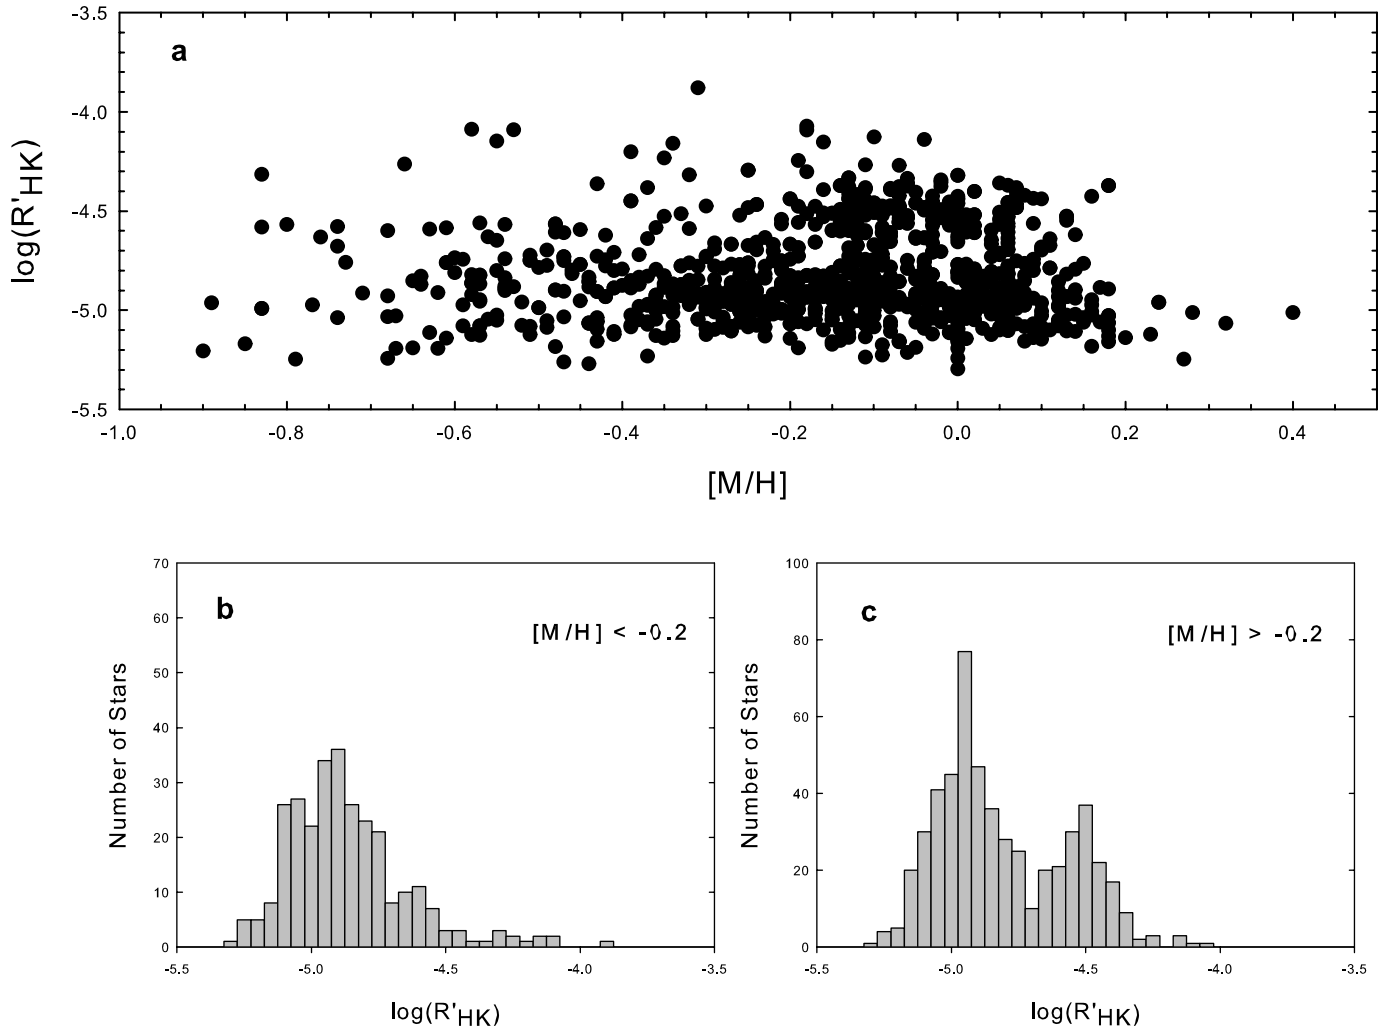 -3.5
a
-4.0
log(R'HK)
-4.5
-5.0
-5.5
-1.0 -0.8 -0.6 -0.4 -0.2 0.0 0.2 0.4
[M/H]
70
b
[M/H] < -0.2
60
50
Number of Stars
40
30
20
10
0
-5.5 -5.0 -4.5 -4.0 -3.5
log(R'HK)
100
c
[M/H] > -0.2
80
Number of Stars
60
40
20
0
-5.5 -5.0 -4.5 -4.0 -3.5
log(R'HK)